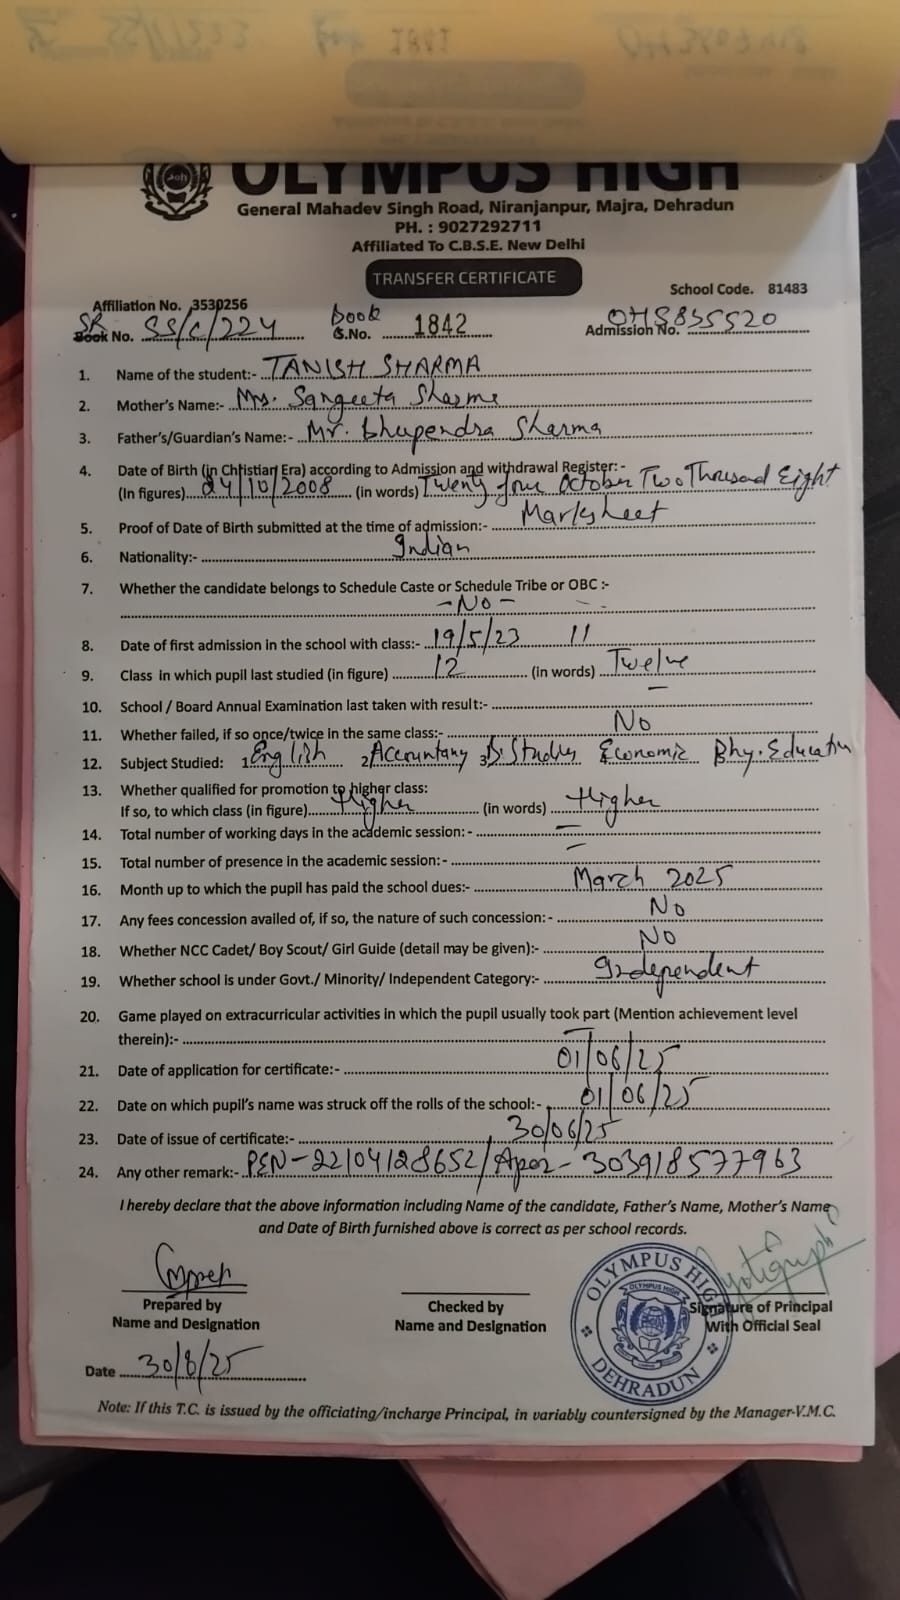 OLYMPUS HIGH
General Mahadev Singh Road, Niranjanpur, Majra, Dehradun
PH. : 9027292711
Affiliated To C.B.S.E. New Delhi
TRANSFER CERTIFICATE
School Code. 81483
Affiliation No. 3530256
SR Book No. SS/C/224 Book S.No. 1842 Admission No. OHS835520
1. Name of the student:- TANISH SHARMA
2. Mother's Name:- Mrs. Sangeeta Sharma
3. Father's/Guardian's Name:- Mr. Bhupendra Sharma
4. Date of Birth (in Christian Era) according to Admission and withdrawal Register:-
(In figures) 24/10/2008 (in words) Twenty four October Two Thousand Eight
5. Proof of Date of Birth submitted at the time of admission:- Marksheet
6. Nationality:- Indian
7. Whether the candidate belongs to Schedule Caste or Schedule Tribe or OBC :-
-No-
8. Date of first admission in the school with class:- 19/5/23 11
9. Class in which pupil last studied (in figure) 12 (in words) Twelve
10. School / Board Annual Examination last taken with result:- -
11. Whether failed, if so once/twice in the same class:- No
12. Subject Studied: 1 English 2 Accountany 3 B. Studies 4 Economic Phy. Education
13. Whether qualified for promotion to higher class:
If so, to which class (in figure) Higher (in words) Higher
14. Total number of working days in the academic session: - -
15. Total number of presence in the academic session:- -
16. Month up to which the pupil has paid the school dues:- March 2025
17. Any fees concession availed of, if so, the nature of such concession: - No
18. Whether NCC Cadet/ Boy Scout/ Girl Guide (detail may be given):- No
19. Whether school is under Govt./ Minority/ Independent Category:- Independent
20. Game played on extracurricular activities in which the pupil usually took part (Mention achievement level
therein):- -
21. Date of application for certificate:- 01/06/25
22. Date on which pupil's name was struck off the rolls of the school:- 01/06/25
23. Date of issue of certificate:- 30/06/25
24. Any other remark:- PEN-22104128652/Apar-303918577963
I hereby declare that the above information including Name of the candidate, Father's Name, Mother's Name
and Date of Birth furnished above is correct as per school records.
OLYMPUS HIGH
DEHRADUN
Prepared by
Name and Designation
Checked by
Name and Designation
Signature of Principal
With Official Seal
Date 30/6/25
Note: If this T.C. is issued by the officiating/incharge Principal, in variably countersigned by the Manager-V.M.C.